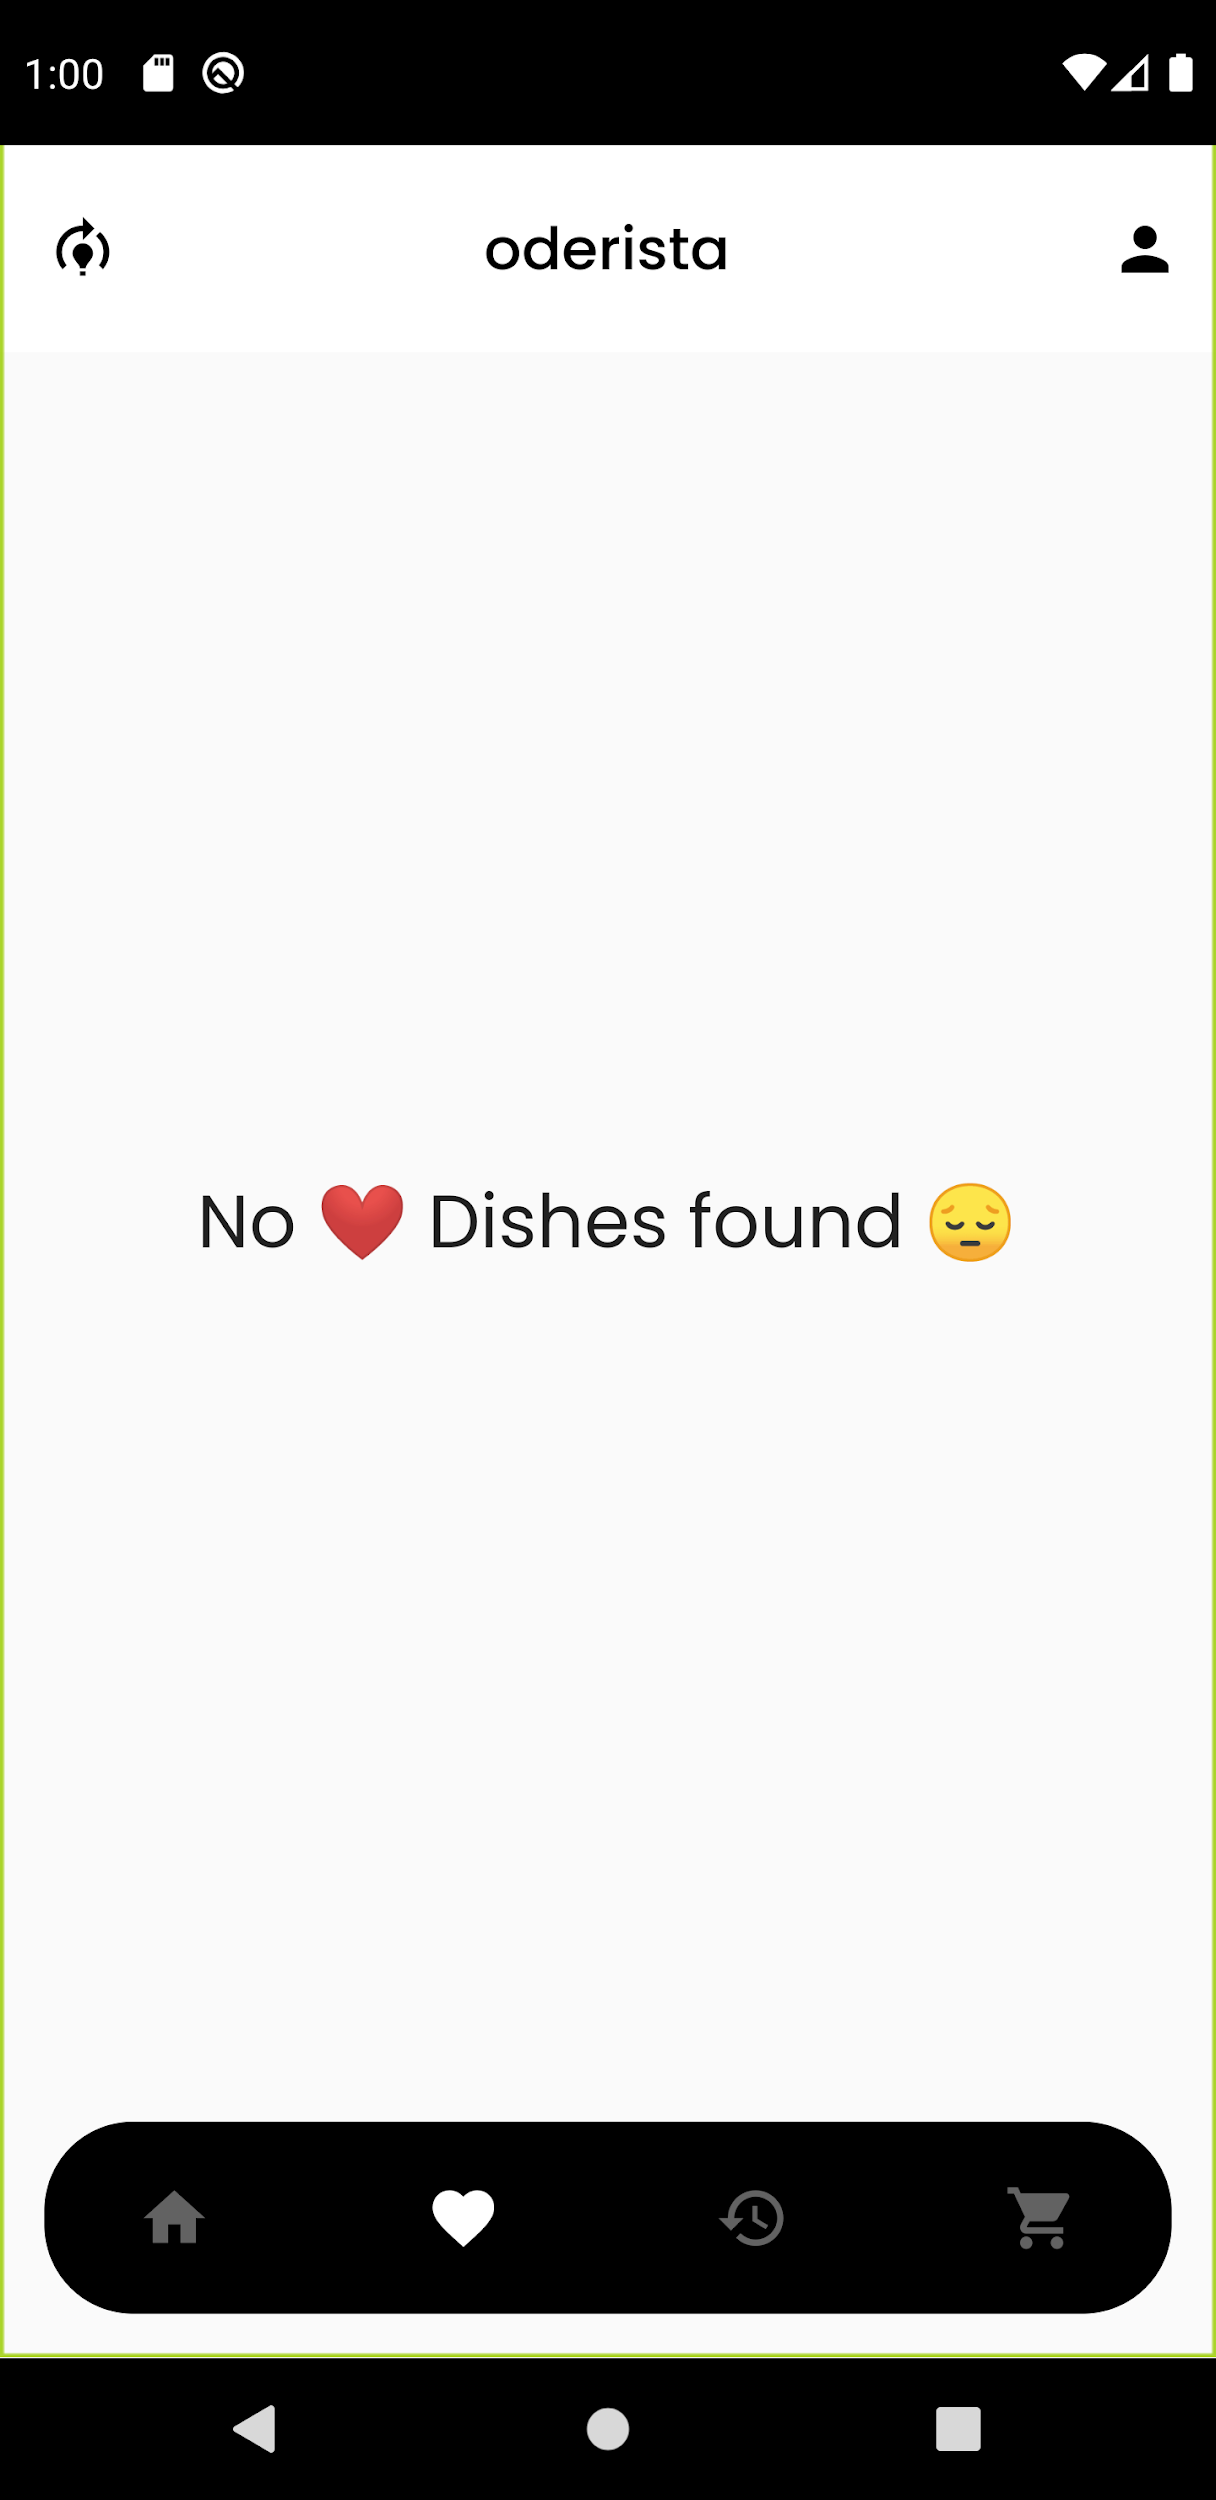 1:00
oderista
No ❤️ Dishes found 😔